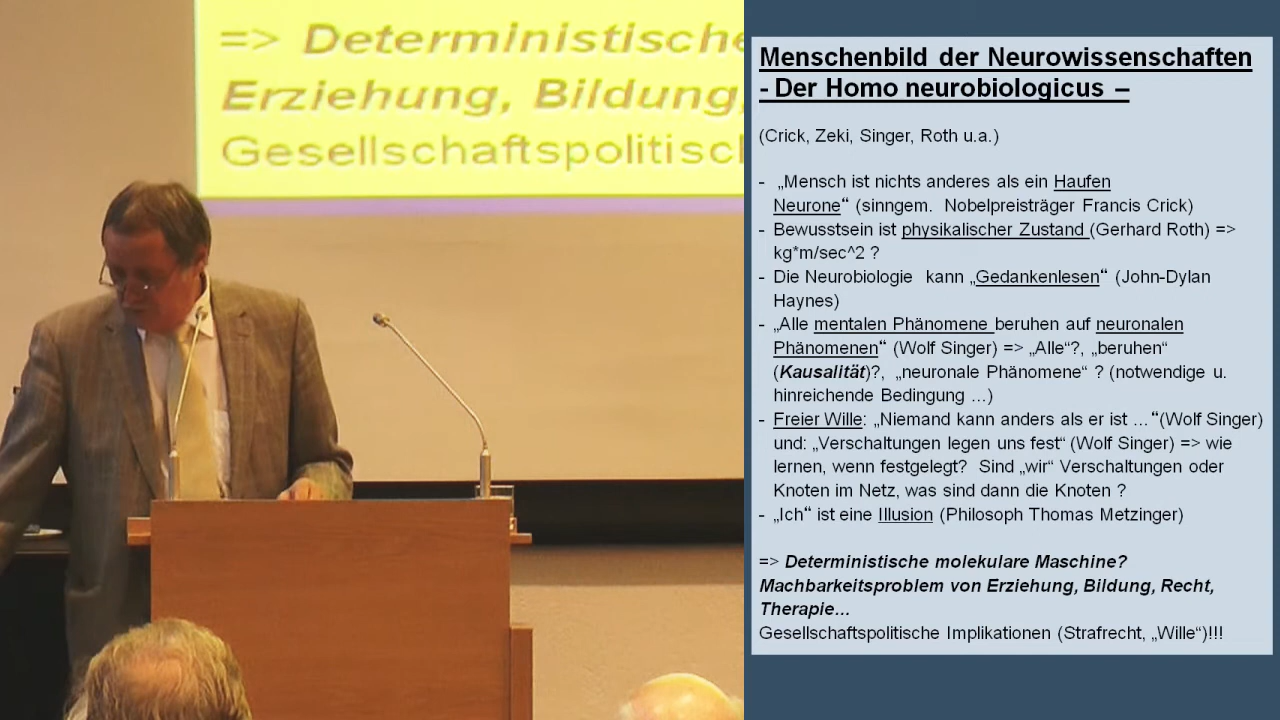 => Deterministische
Erziehung, Bildung,
Gesellschaftspolitisch
Menschenbild der Neurowissenschaften
- Der Homo neurobiologicus –
(Crick, Zeki, Singer, Roth u.a.)
- „Mensch ist nichts anderes als ein Haufen
Neurone“ (sinngem. Nobelpreisträger Francis Crick)
- Bewusstsein ist physikalischer Zustand (Gerhard Roth) =>
kg*m/sec^2 ?
- Die Neurobiologie kann „Gedankenlesen“ (John-Dylan
Haynes)
- „Alle mentalen Phänomene beruhen auf neuronalen
Phänomenen“ (Wolf Singer) => „Alle“?, „beruhen“
(Kausalität)?, „neuronale Phänomene“ ? (notwendige u.
hinreichende Bedingung ...)
- Freier Wille: „Niemand kann anders als er ist ...“(Wolf Singer)
und: „Verschaltungen legen uns fest“ (Wolf Singer) => wie
lernen, wenn festgelegt? Sind „wir“ Verschaltungen oder
Knoten im Netz, was sind dann die Knoten ?
- „Ich“ ist eine Illusion (Philosoph Thomas Metzinger)
=> Deterministische molekulare Maschine?
Machbarkeitsproblem von Erziehung, Bildung, Recht,
Therapie...
Gesellschaftspolitische Implikationen (Strafrecht, „Wille“)!!!